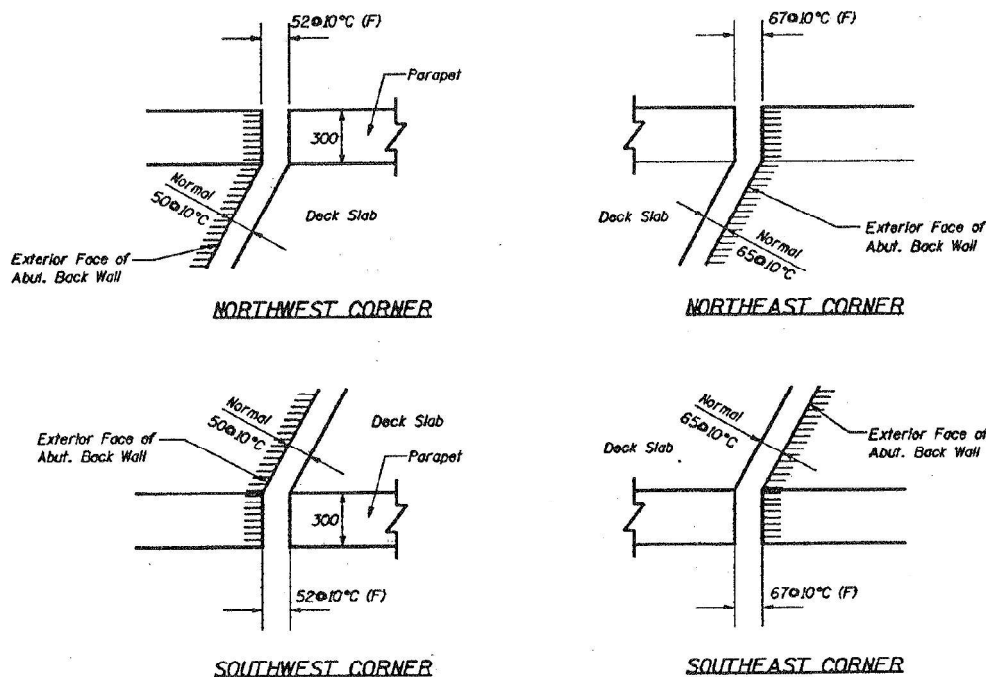 52@10°C (F)
Parapet
300
Normal
50@10°C
Deck Slab
Exterior Face of
Abut. Back Wall
NORTHWEST CORNER
67@10°C (F)
Deck Slab
Normal
65@10°C
Exterior Face of
Abut. Back Wall
NORTHEAST CORNER
Normal
50@10°C
Deck Slab
Exterior Face of
Abut. Back Wall
Parapet
300
52@10°C (F)
SOUTHWEST CORNER
Normal
65@10°C
Deck Slab
Exterior Face of
Abut. Back Wall
67@10°C (F)
SOUTHEAST CORNER